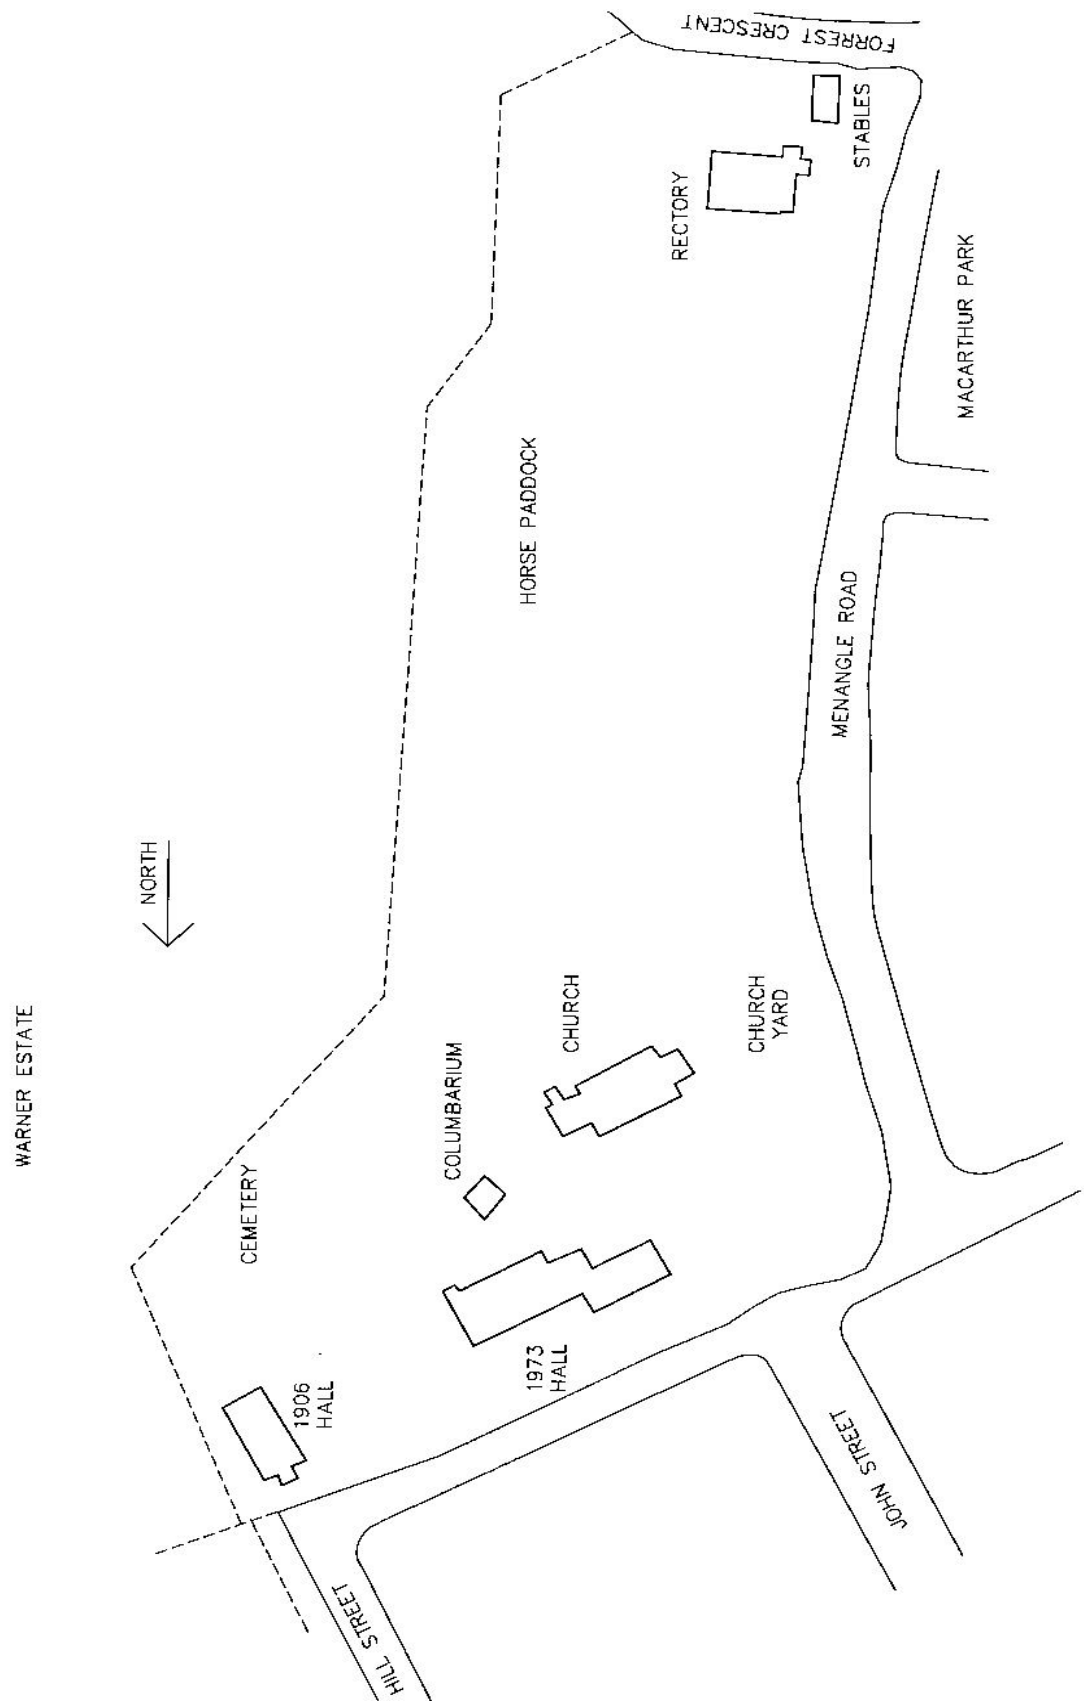 FORREST CRESCENT
STABLES
RECTORY
MACARTHUR PARK
HORSE PADDOCK
MENANGLE ROAD
NORTH
WARNER ESTATE
CHURCH
CHURCH
YARD
COLUMBARIUM
CEMETERY
1973
HALL
1906
HALL
JOHN STREET
HILL STREET